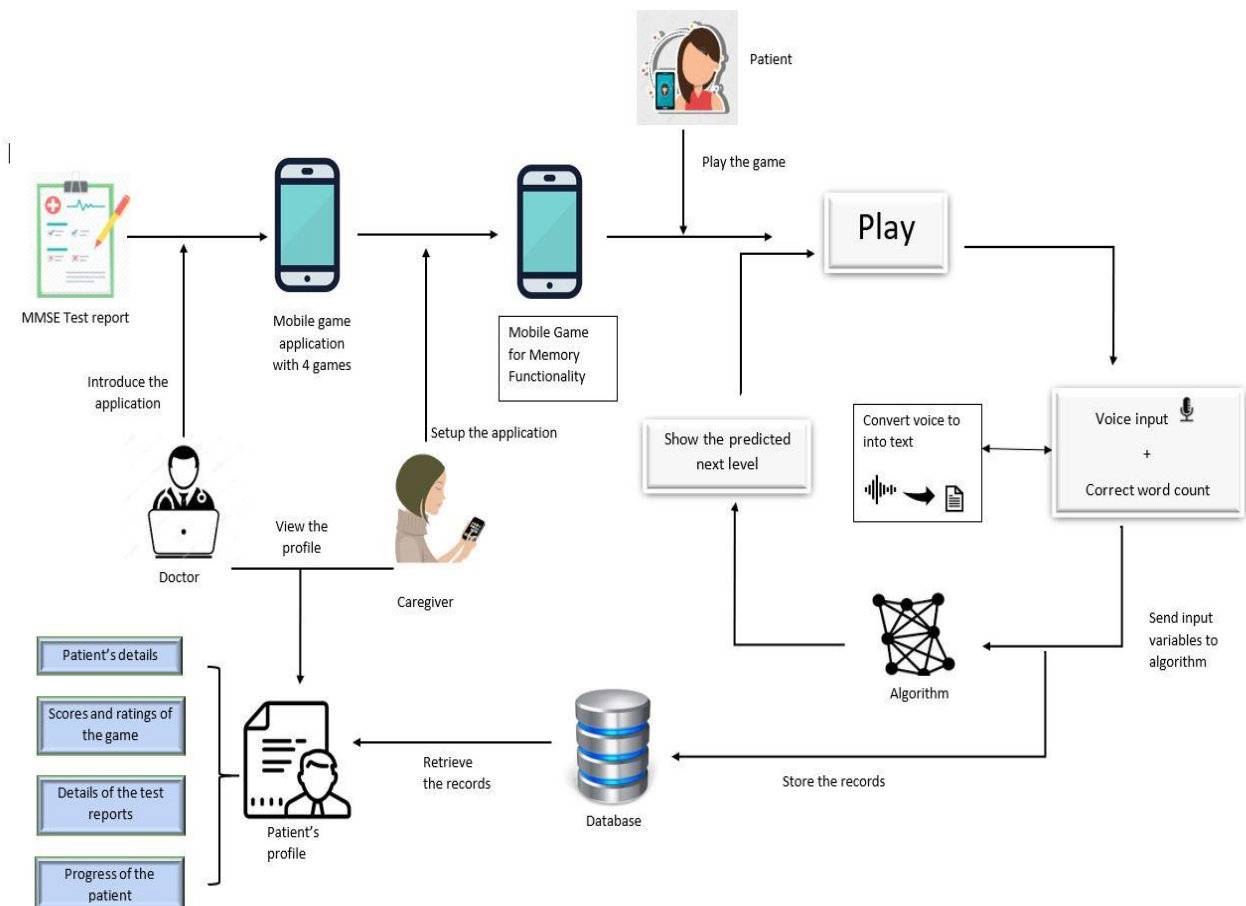 Patient
Play the game
Play
MMSE Test report
Mobile game
application
with 4 games
Mobile Game
for Memory
Functionality
Introduce the
application
Setup the application
Show the predicted
next level
Convert voice to
into text
Voice input
+
Correct word count
View the
profile
Doctor
Caregiver
Send input
variables to
algorithm
Algorithm
Patient’s details
Scores and ratings of
the game
Details of the test
reports
Progress of the
patient
Patient’s
profile
Retrieve
the records
Database
Store the records